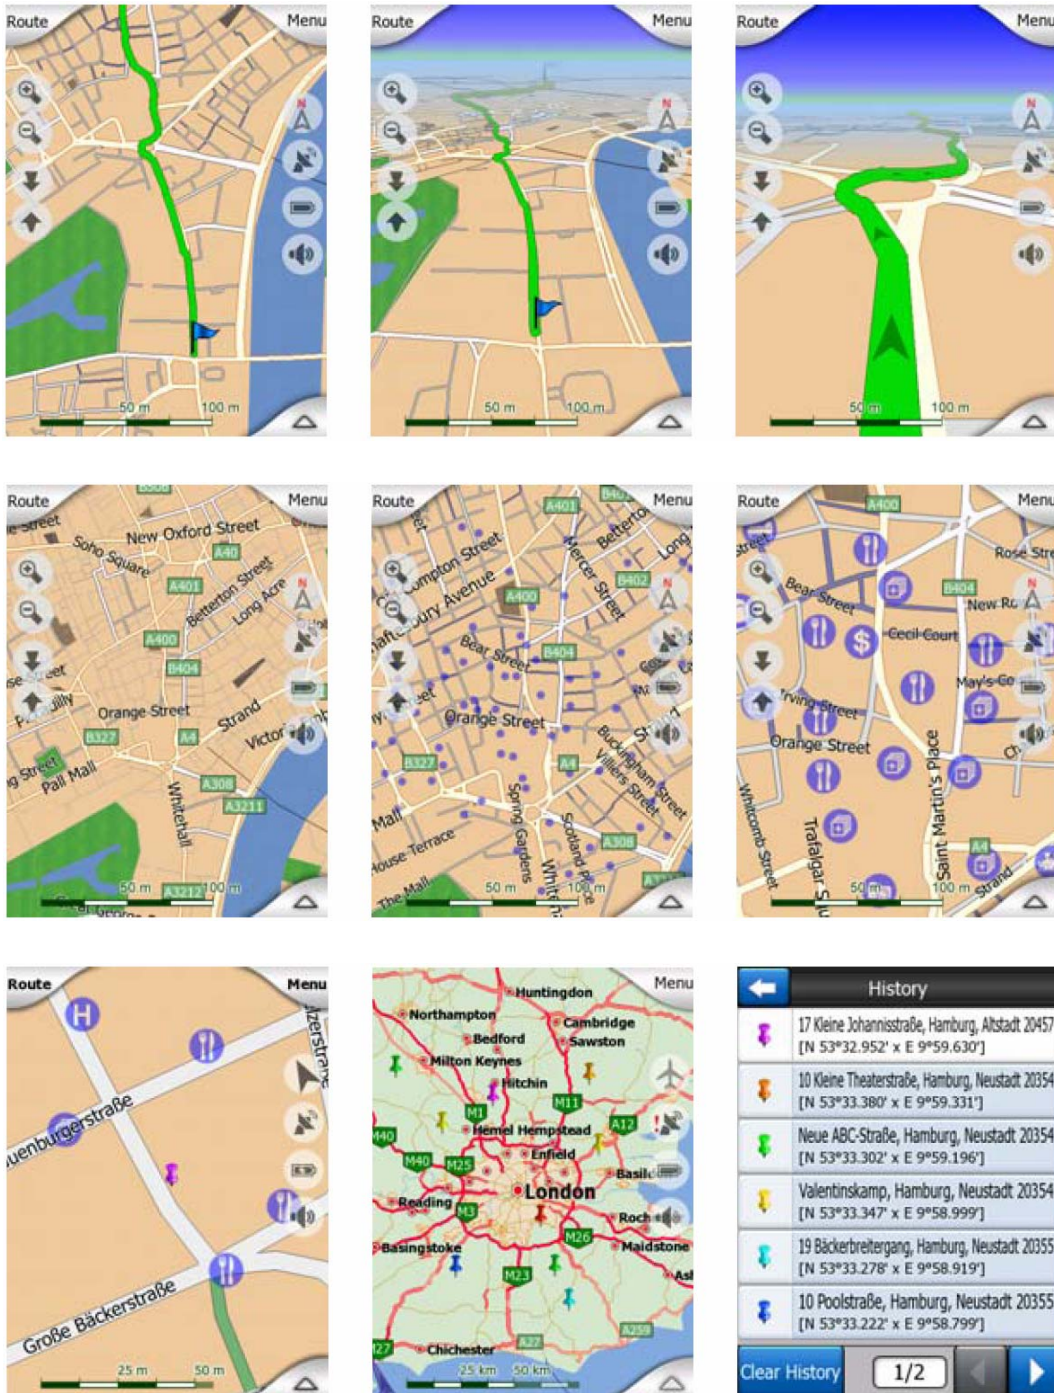 Route
Menu
N
50 m
100 m
Route
Menu
N
50 m
100 m
Route
Menu
N
50 m
100 m
Route
Menu
New Oxford Street
Soho Square
A40
A401
Betterton Street
Long Acre
N
A400
B404
Orange Street
Strand
B327
A4
Pall Mall
A308
A3211
Whitehall
A3212
50 m
100 m
Route
Menu
A401
Mercer Street
B402
N
A400
Bear Street
B404
Orange Street
B327
A4
Buckingham Street
Villiers Street
Mall
Spring Gardens
Scotland Place
House Terrace
A308
The Mall
50 m
100 m
Route
Menu
A400
Bear Street
B404
N
Cecil Court
$
Orange Street
Saint Martin's Place
Whitcomb Street
A4
Strand
50 m
100 m
Route
Menu
H
Große Bäckerstraße
25 m
50 m
Menu
Huntingdon
Northampton
Cambridge
Bedford
Sawston
Milton Keynes
Hitchin
M1
M11
A12
M40
Hemel Hempstead
M40
M25
Enfield
London
Reading
M3
M26
Basingstoke
Maidstone
M23
A259
A27
Chichester
25 km
50 km
History
17 Kleine Johannisstraße, Hamburg, Altstadt 20457
[N 53°32.952' x E 9°59.630']
10 Kleine Theaterstraße, Hamburg, Neustadt 20354
[N 53°33.380' x E 9°59.331']
Neue ABC-Straße, Hamburg, Neustadt 20354
[N 53°33.302' x E 9°59.196']
Valentinskamp, Hamburg, Neustadt 20354
[N 53°33.347' x E 9°58.999']
19 Bäckerbreitergang, Hamburg, Neustadt 20355
[N 53°33.278' x E 9°58.919']
10 Poolstraße, Hamburg, Neustadt 20355
[N 53°33.222' x E 9°58.799']
Clear History
1/2